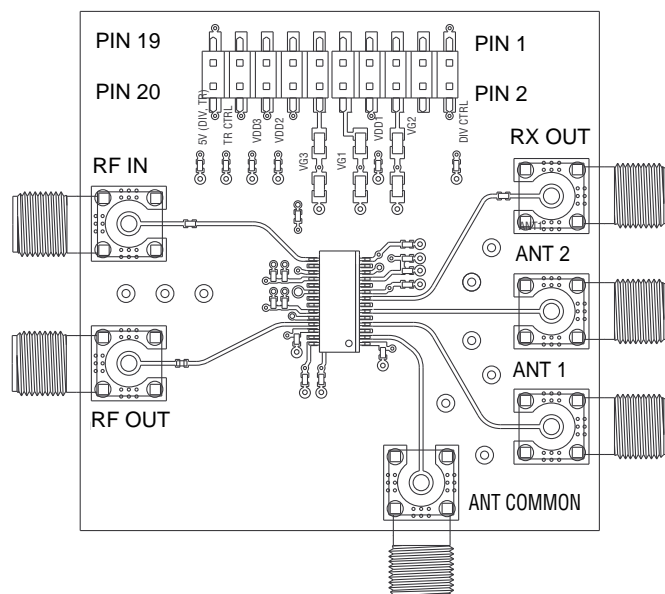 PIN 19
PIN 1
PIN 20
PIN 2
5V (DIV, TR)
TR CTRL
VDD3
VDD2
VG3
VG1
VDD1
VG2
DIV CTRL
RF IN
RX OUT
ANT 2
ANT 1
RF OUT
ANT COMMON